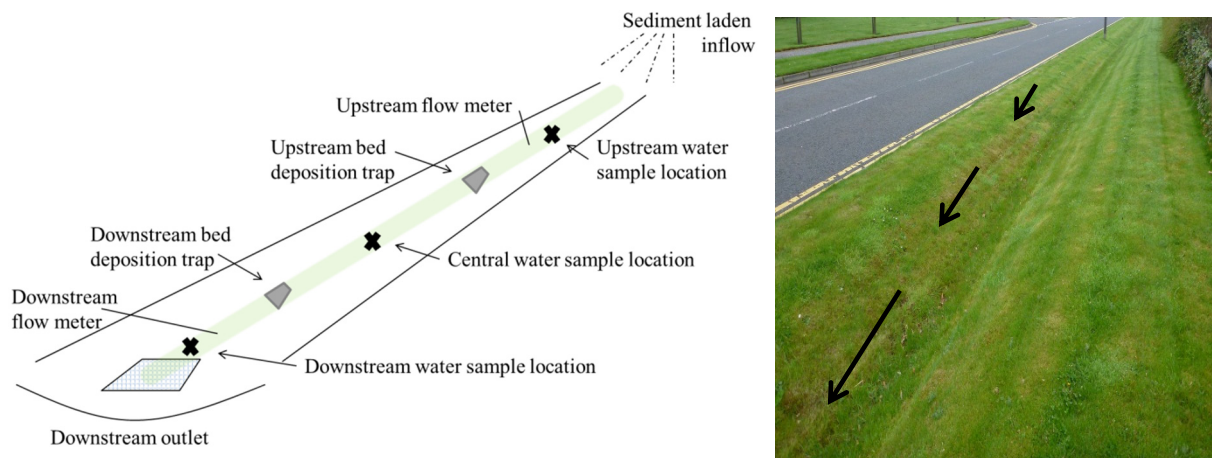 Sediment laden
inflow
Upstream flow meter
Upstream bed
deposition trap
Upstream water
sample location
Downstream bed
deposition trap
Central water sample location
Downstream
flow meter
Downstream water sample location
Downstream outlet